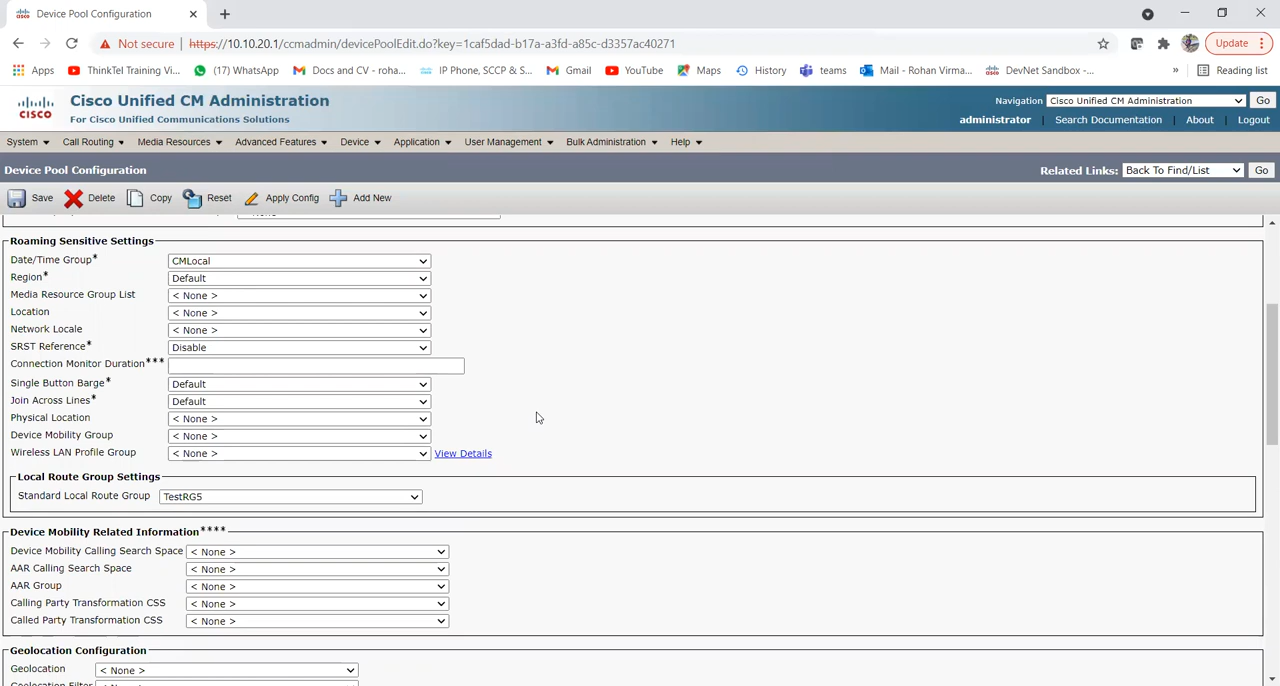 Device Pool Configuration
Not secure | https://10.10.20.1/ccmadmin/devicePoolEdit.do?key=1caf6dad-b17a-a3fd-a85c-d3357ac40271
Update
Apps ThinkTel Training Vi... (17) WhatsApp Docs and CV - roha... IP Phone, SCCP & S... Gmail YouTube Maps History teams Mail - Rohan Virma... DevNet Sandbox -... » Reading list
CISCO
Cisco Unified CM Administration
For Cisco Unified Communications Solutions
Navigation Cisco Unified CM Administration Go
administrator | Search Documentation | About | Logout
System Call Routing Media Resources Advanced Features Device Application User Management Bulk Administration Help
Device Pool Configuration
Related Links: Back To Find/List Go
Save Delete Copy Reset Apply Config Add New
Roaming Sensitive Settings
Date/Time Group* CMLocal
Region* Default
Media Resource Group List < None >
Location < None >
Network Locale < None >
SRST Reference* Disable
Connection Monitor Duration***
Single Button Barge* Default
Join Across Lines* Default
Physical Location < None >
Device Mobility Group < None >
Wireless LAN Profile Group < None > View Details
Local Route Group Settings
Standard Local Route Group TestRG5
Device Mobility Related Information****
Device Mobility Calling Search Space < None >
AAR Calling Search Space < None >
AAR Group < None >
Calling Party Transformation CSS < None >
Called Party Transformation CSS < None >
Geolocation Configuration
Geolocation < None >
Geolocation Filter